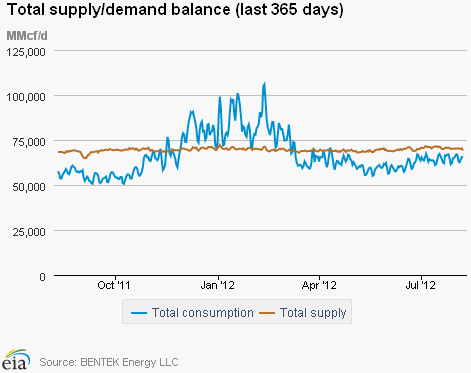 Total supply/demand balance (last 365 days)
MMcf/d
125,000
100,000
75,000
50,000
25,000
0
Oct '11 Jan '12 Apr '12 Jul '12
Total consumption Total supply
eia Source: BENTEK Energy LLC